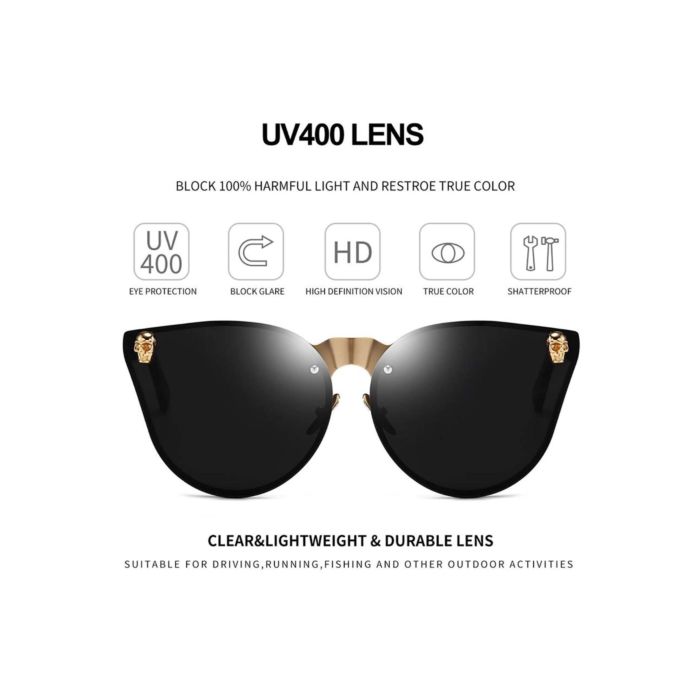 UV400 LENS
BLOCK 100% HARMFUL LIGHT AND RESTROE TRUE COLOR
UV
400
HD
EYE PROTECTION
BLOCK GLARE
HIGH DEFINITION VISION
TRUE COLOR
SHATTERPROOF
CLEAR&LIGHTWEIGHT & DURABLE LENS
SUITABLE FOR DRIVING,RUNNING,FISHING AND OTHER OUTDOOR ACTIVITIES